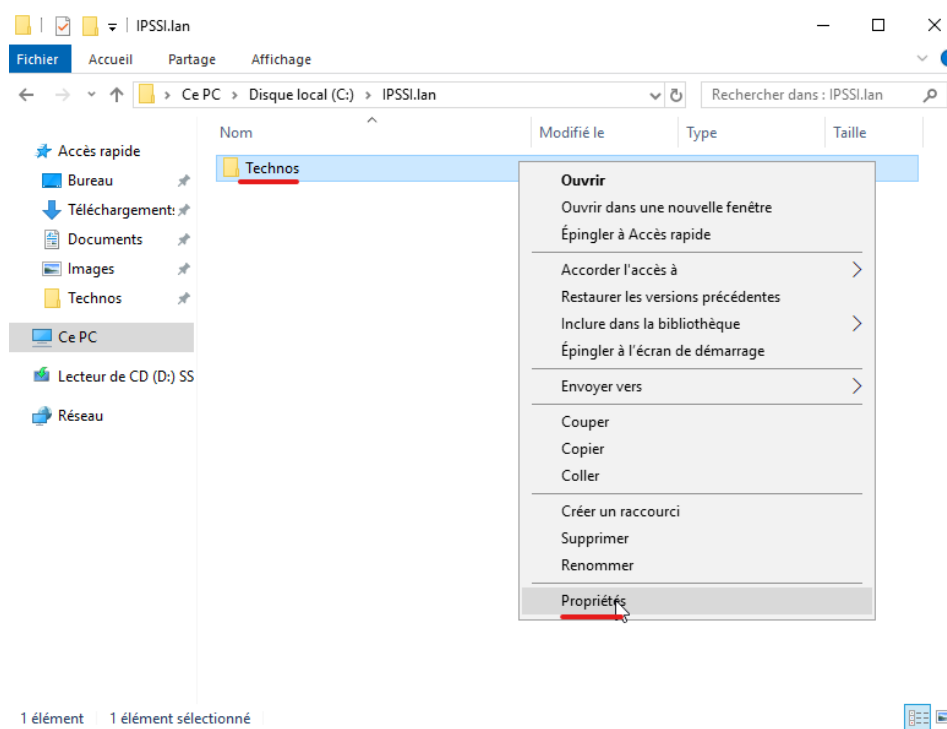 IPSSI.lan
Fichier Accueil Partage Affichage
Ce PC > Disque local (C:) > IPSSI.lan Rechercher dans : IPSSI.lan
Nom Modifié le Type Taille
Accès rapide
Bureau
Téléchargement:
Documents
Images
Technos
Ce PC
Lecteur de CD (D:) SS
Réseau
Technos
Ouvrir
Ouvrir dans une nouvelle fenêtre
Épingler à Accès rapide
Accorder l'accès à
Restaurer les versions précédentes
Inclure dans la bibliothèque
Épingler à l'écran de démarrage
Envoyer vers
Couper
Copier
Coller
Créer un raccourci
Supprimer
Renommer
Propriétés
1 élément 1 élément sélectionné